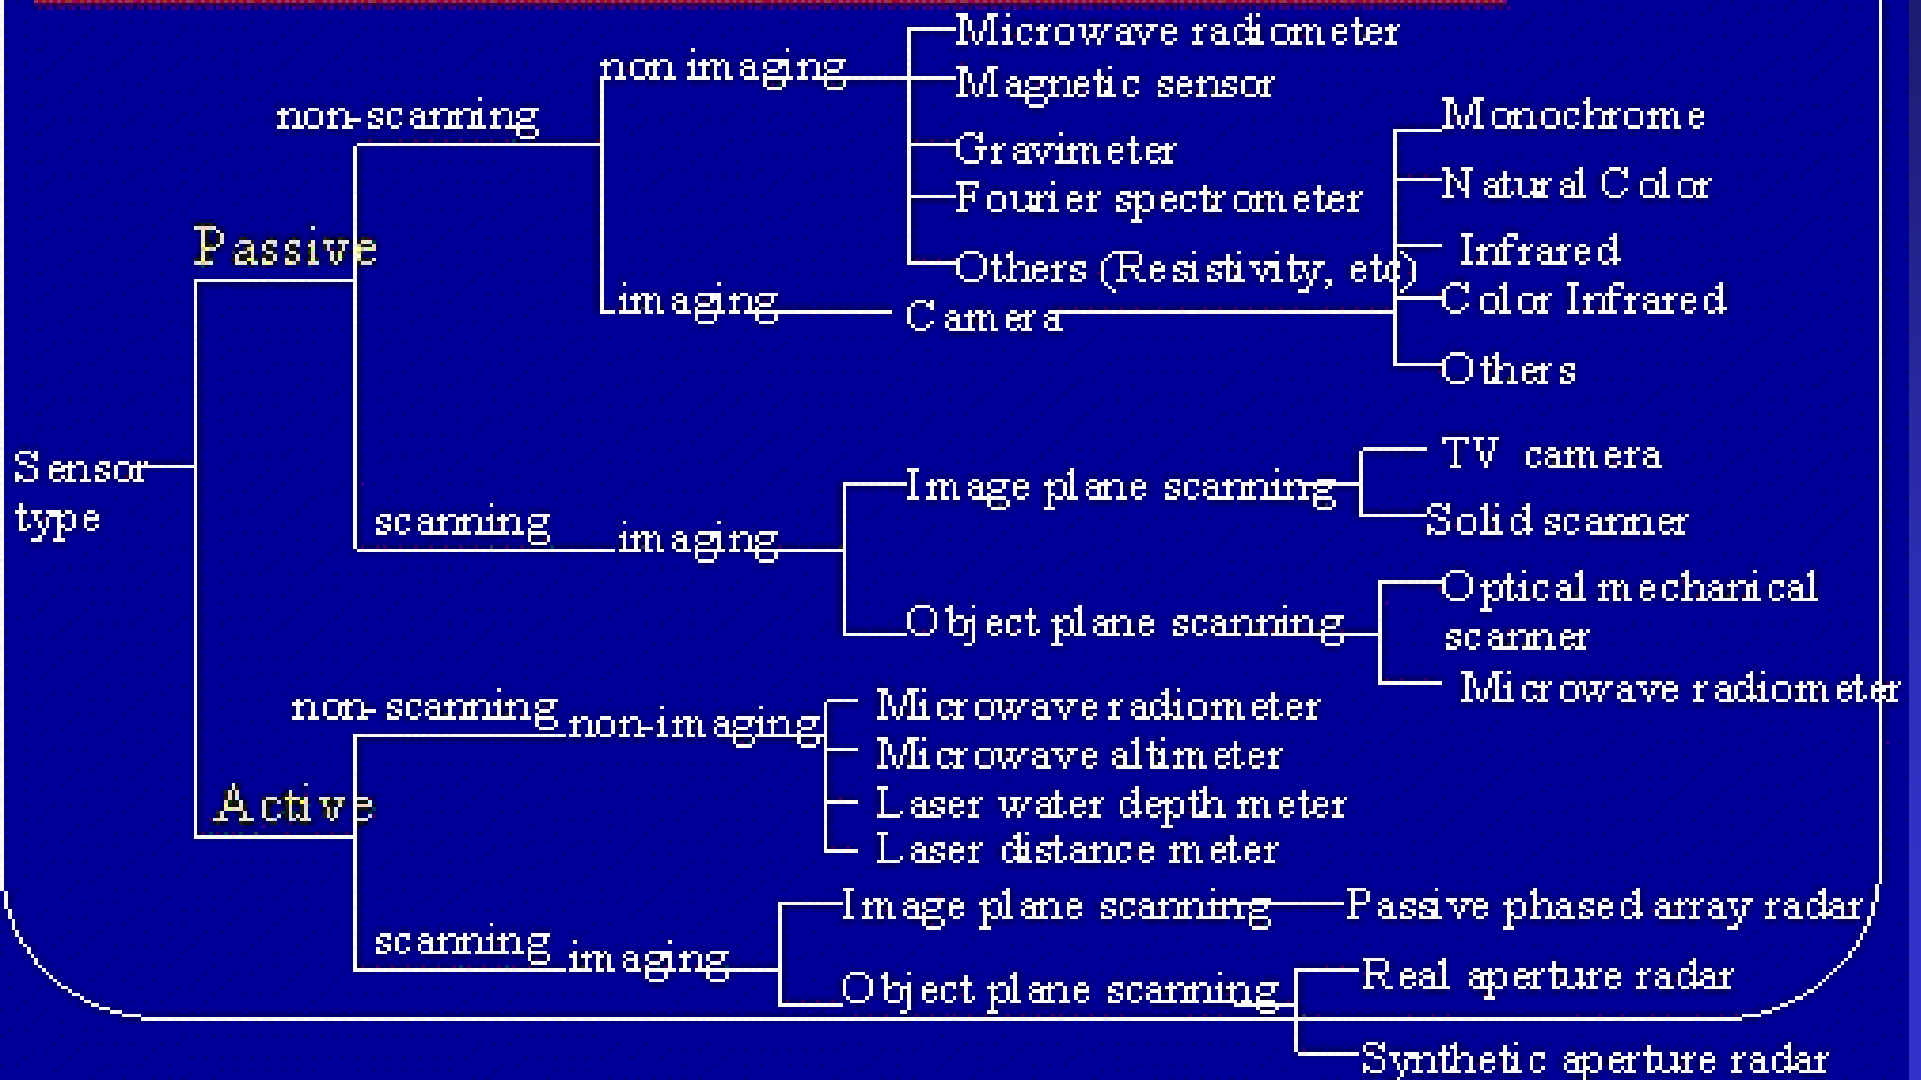 Microwave radiometer
non imaging
Magnetic sensor
non-scanning
Monochrome
Gravimeter
Natural Color
Fourier spectrometer
Passive
Infrared
Others (Resistivity, etc)
imaging
Camera
Color Infrared
Others
Sensor
type
TV camera
Image plane scanning
Solid scanner
scanning
imaging
Optical mechanical
scanner
Object plane scanning
Microwave radiometer
non-scanning
non-imaging
Microwave radiometer
Microwave altimeter
Active
Laser water depth meter
Laser distance meter
Image plane scanning
Passive phased array radar
scanning
imaging
Object plane scanning
Real aperture radar
Synthetic aperture radar